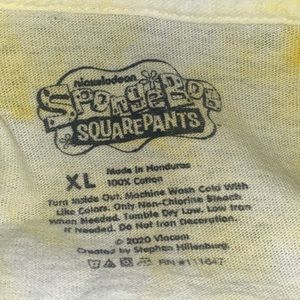 nickelodeon
SpongeBob
SQUAREPANTS
XL
Made in Honduras
100% Cotton
Turn Inside Out. Machine Wash Cold With
Like Colors. Only Non-Chlorine Bleach
When Needed. Tumble Dry Low. Low Iron
If Needed. Do Not Iron Decoration.
© 2020 Viacom
Created by Stephen Hillenburg.
RN #111647